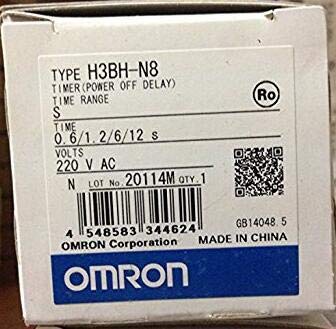 TYPE H3BH-N8
TIMER(POWER OFF DELAY)
TIME RANGE
S
Ro
TIME
0.6/1.2/6/12 s
VOLTS
220 V AC
N LOT No. 20114M QTY. 1
4 548583 344624
GB14048.5
OMRON Corporation
MADE IN CHINA
OMRON